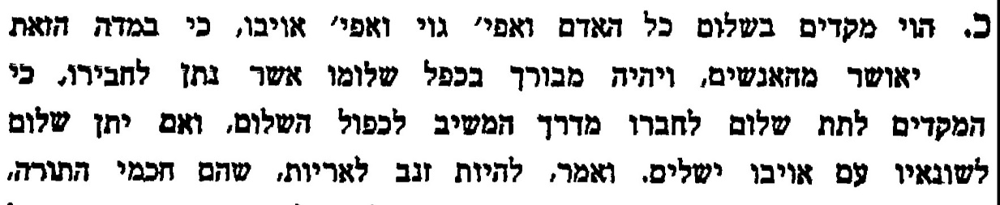 כ. הוי מקדים בשלום כל האדם ואפי׳ גוי ואפי׳ אויבו, כי במדה הזאת
יאושר מהאנשים, ויהיה מבורך בכפל שלומו אשר נתן לחבירו, כי
המקדים לתת שלום לחברו מדרך המשיב לכפול השלום, ואם יתן שלום
לשונאיו עם אויבו ישלים. ואמר, להיות זנב לאריות, שהם חכמי התורה,